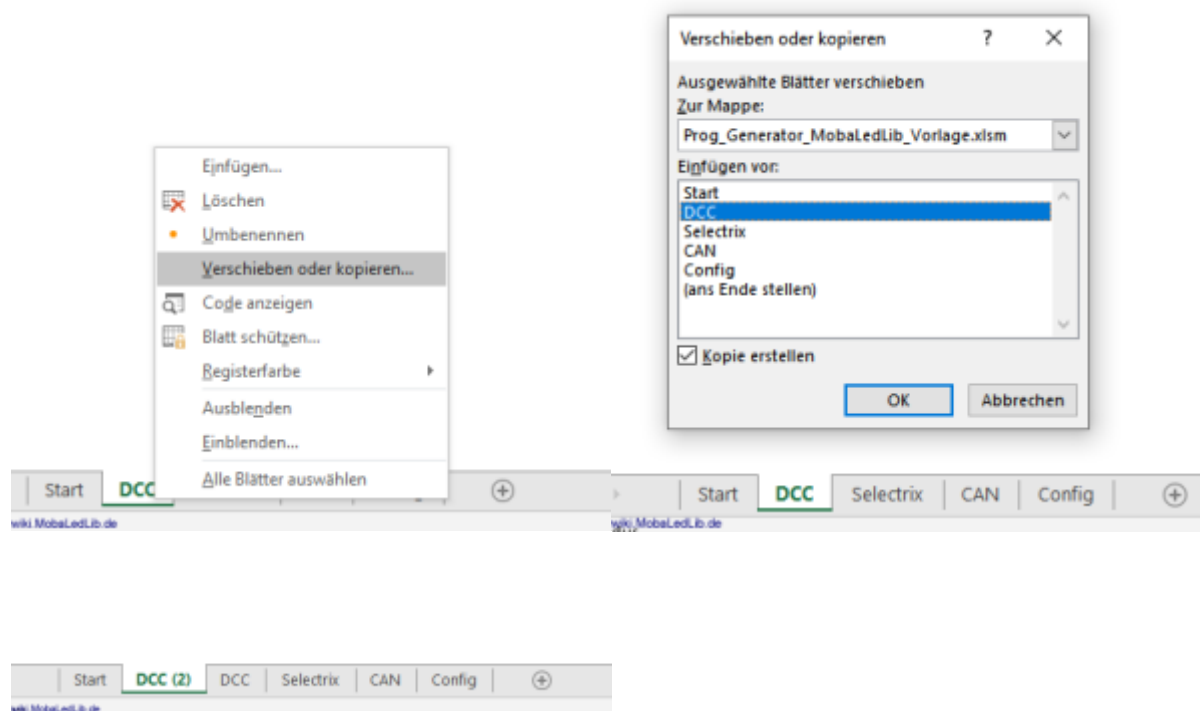 Einfügen...
Löschen
Umbenennen
Verschieben oder kopieren...
Code anzeigen
Blatt schützen...
Registerfarbe
Ausblenden
Einblenden...
Alle Blätter auswählen
Start DCC
wiki.MobaLedLib.de
Verschieben oder kopieren ?
Ausgewählte Blätter verschieben
Zur Mappe:
Prog_Generator_MobaLedLib_Vorlage.xlsm
Einfügen vor:
Start
DCC
Selectrix
CAN
Config
(ans Ende stellen)
Kopie erstellen
OK Abbrechen
Start DCC Selectrix CAN Config
wiki.MobaLedLib.de
Start DCC (2) DCC Selectrix CAN Config
wiki.MobaLedLib.de